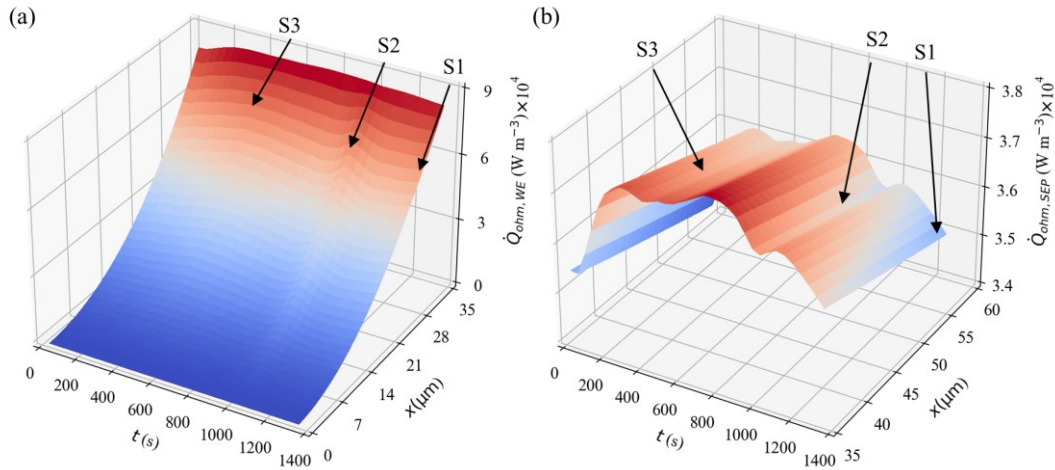 (a)
S3
S2
S1
9
6
3
0
Q̇ohm,WE (W m⁻³)×10⁴
35
28
21
14
7
0
x(μm)
0
200
400
600
800
1000
1200
1400
t(s)
(b)
S3
S2
S1
3.8
3.7
3.6
3.5
3.4
Q̇ohm,SEP (W m⁻³)×10⁴
60
55
50
45
40
35
x(μm)
0
200
400
600
800
1000
1200
1400
t(s)